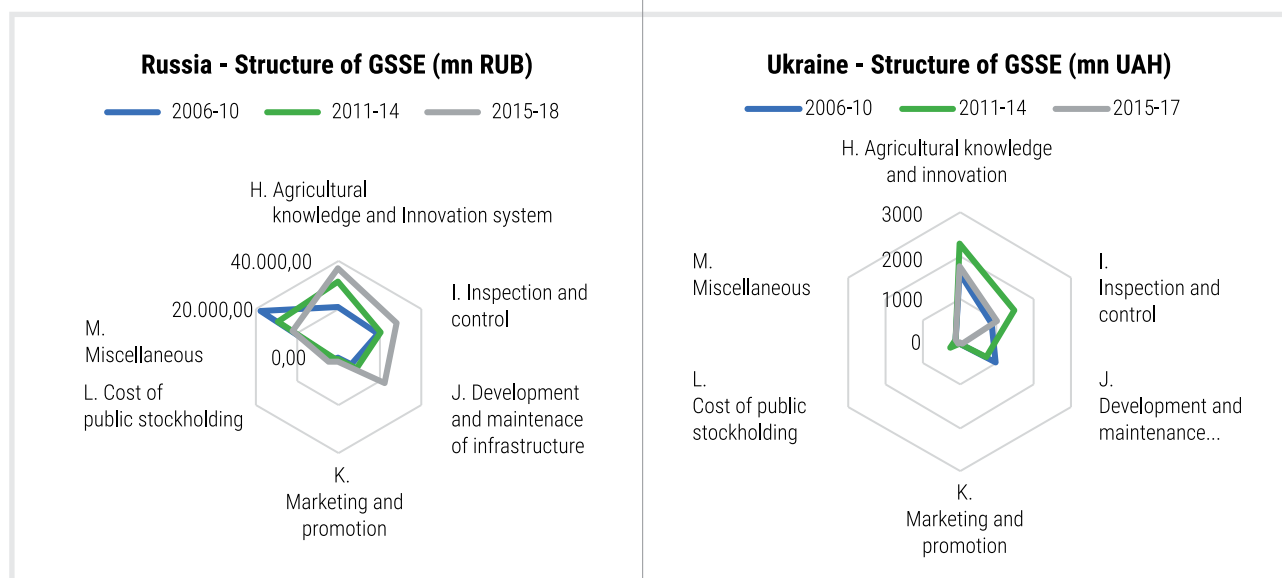 Russia - Structure of GSSE (mn RUB)
2006-10
2011-14
2015-18
H. Agricultural
knowledge and Innovation system
40.000,00
20.000,00
0,00
I. Inspection and
control
M.
Miscellaneous
L. Cost of
public stockholding
J. Development
and maintenace
of infrastructure
K.
Marketing and
promotion
Ukraine - Structure of GSSE (mn UAH)
2006-10
2011-14
2015-17
H. Agricultural knowledge
and innovation
3000
2000
1000
0
M.
Miscellaneous
I.
Inspection and
control
L.
Cost of public
stockholding
J.
Development and
maintenance...
K.
Marketing and
promotion